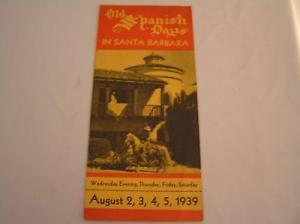 Old Spanish
Days
IN SANTA BARBARA
Wednesday Evening, Thursday, Friday, Saturday
August 2, 3, 4, 5, 1939